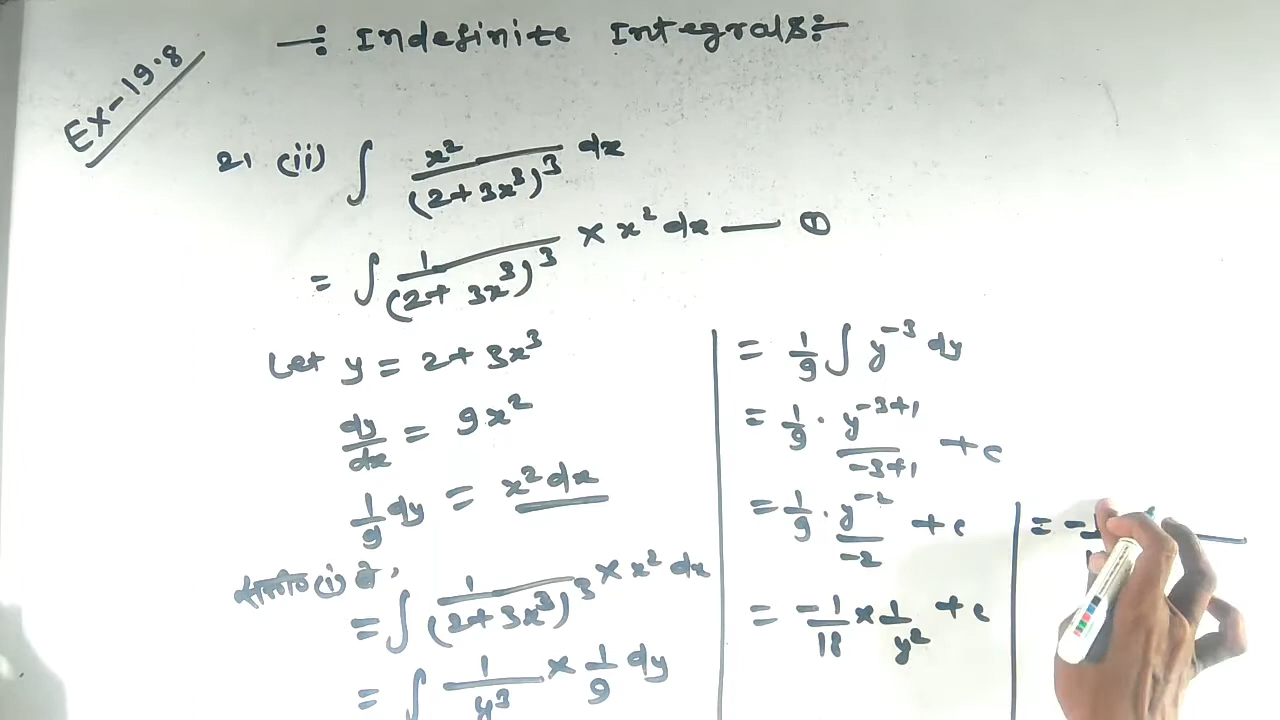 -: Indefinite Integrals:-
EX-19.8
21 (ii) ∫ x²/(2+3x³)³ dx
= ∫ 1/(2+3x³)³ × x² dx — ①
Let y = 2+3x³
dy/dx = 9x²
1/9 dy = x² dx
(i) से,
= ∫ 1/(2+3x³)³ × x² dx
= ∫ 1/y³ × 1/9 dy
= 1/9 ∫ y⁻³ dy
= 1/9 · y⁻³⁺¹/-3+1 + c
= 1/9 · y⁻²/-2 + c
= -1/18 × 1/y² + c
= -1